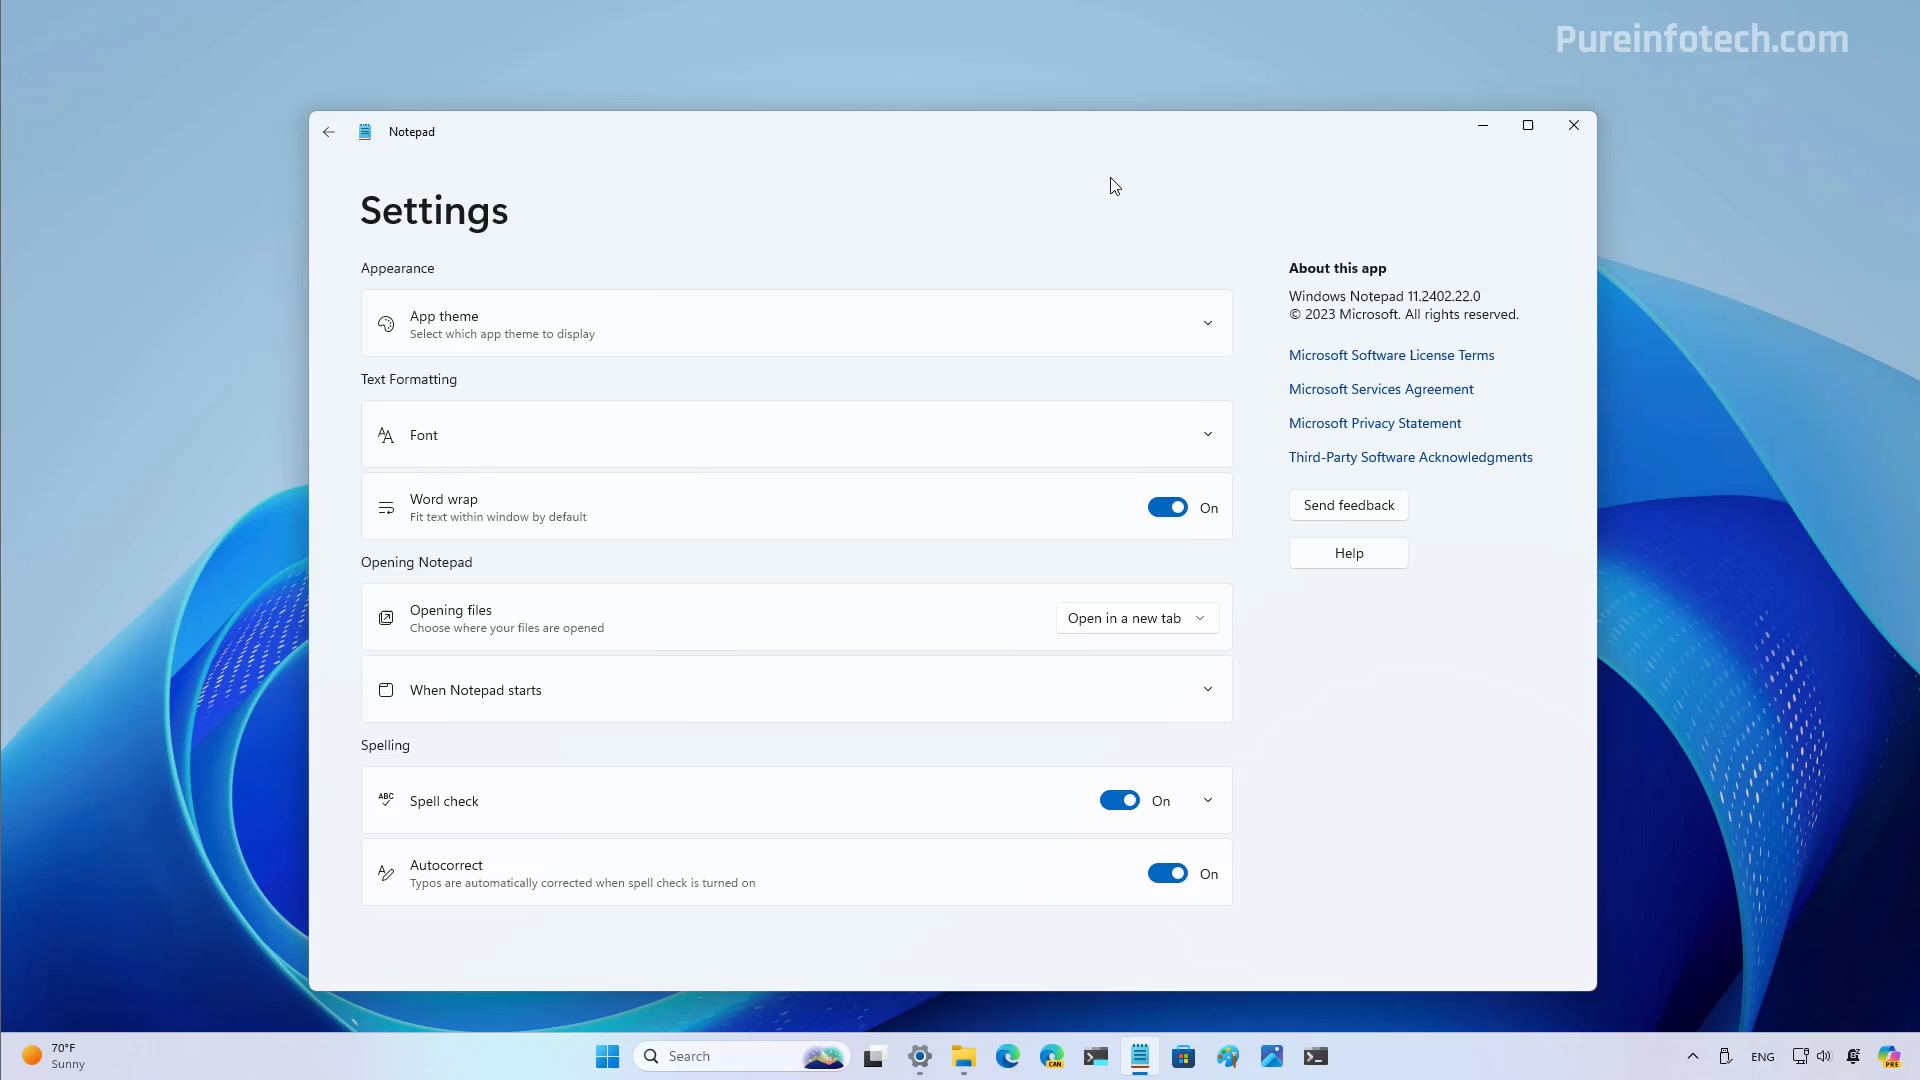 Pureinfotech.com
Notepad
Settings
Appearance
App theme
Select which app theme to display
Text Formatting
Font
Word wrap
Fit text within window by default
On
Opening Notepad
Opening files
Choose where your files are opened
Open in a new tab
When Notepad starts
Spelling
ABC
Spell check
On
Autocorrect
Typos are automatically corrected when spell check is turned on
On
About this app
Windows Notepad 11.2402.22.0
© 2023 Microsoft. All rights reserved.
Microsoft Software License Terms
Microsoft Services Agreement
Microsoft Privacy Statement
Third-Party Software Acknowledgments
Send feedback
Help
70°F
Sunny
Search
CAN
ENG
PRE